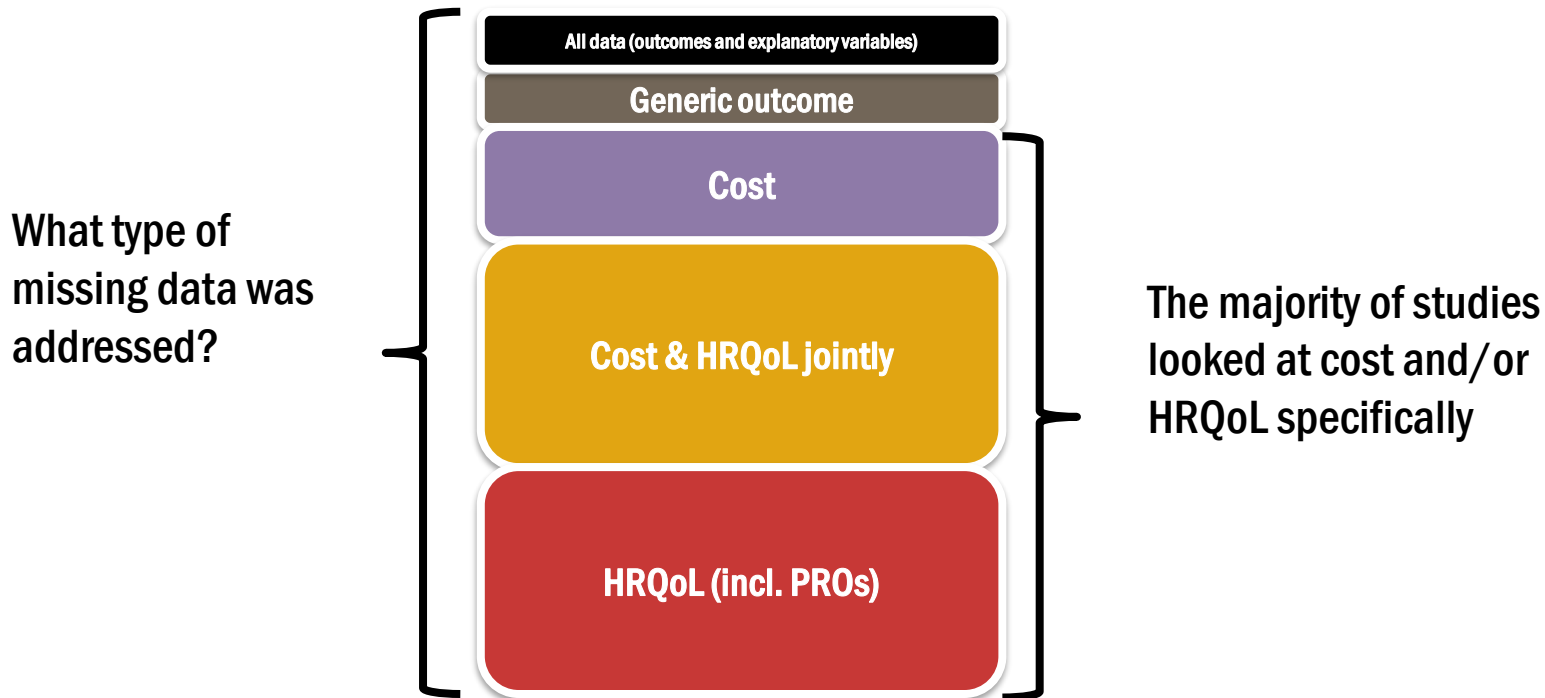 What type of
missing data was
addressed?
All data (outcomes and explanatory variables)
Generic outcome
Cost
Cost & HRQoL jointly
HRQoL (incl. PROs)
The majority of studies
looked at cost and/or
HRQoL specifically